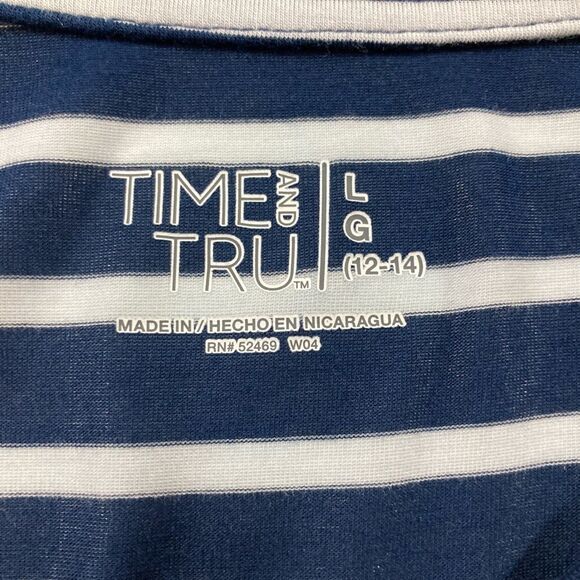 TIME AND
TRU™
L
G
(12-14)
MADE IN / HECHO EN NICARAGUA
RN# 52469 W04